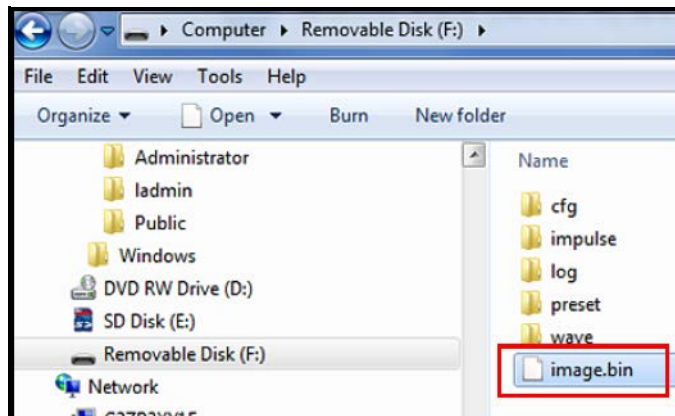 Computer ▸ Removable Disk (F:) ▸
File Edit View Tools Help
Organize Open Burn New folder
Administrator
ladmin
Public
Windows
DVD RW Drive (D:)
SD Disk (E:)
Removable Disk (F:)
Network
Name
cfg
impulse
log
preset
wave
image.bin